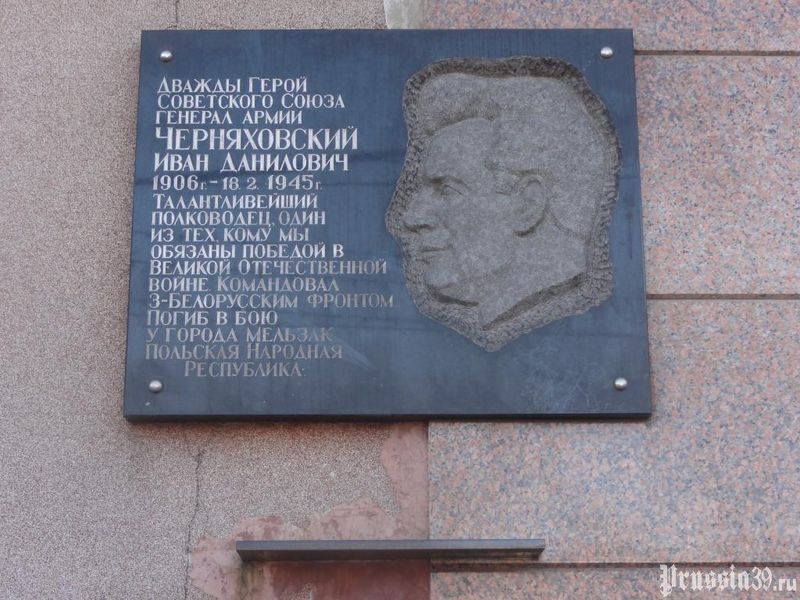 Дважды Герой
Советского Союза
генерал армии
Черняховский
Иван Данилович
1906г.-18.2.1945г.
Талантливейший
полководец, один
из тех, кому мы
обязаны победой в
Великой Отечественной
войне. Командовал
3-Белорусским фронтом
Погиб в бою
у города Мельзак
Польская Народная
Республика.
Prussia39.ru